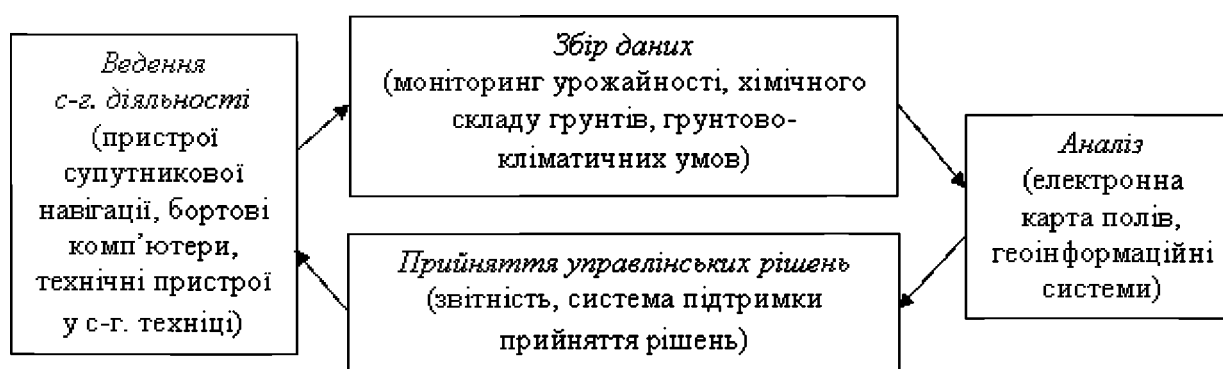 Ведення
с-г. діяльності
(пристрої
супутникової
навігації, бортові
комп’ютери,
технічні пристрої
у с-г. техніці)
Збір даних
(моніторинг урожайності, хімічного
складу грунтів, грунтово-
кліматичних умов)
Аналіз
(електронна
карта полів,
геоінформаційні
системи)
Прийняття управлінських рішень
(звітність, система підтримки
прийняття рішень)